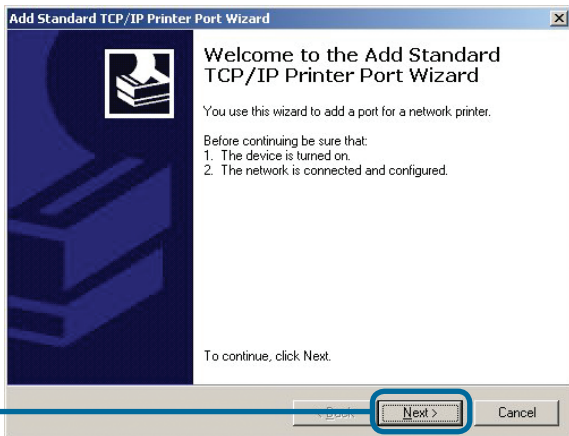 Add Standard TCP/IP Printer Port Wizard
Welcome to the Add Standard
TCP/IP Printer Port Wizard
You use this wizard to add a port for a network printer.
Before continuing be sure that:
1. The device is turned on.
2. The network is connected and configured.
To continue, click Next.
< Back
Next >
Cancel